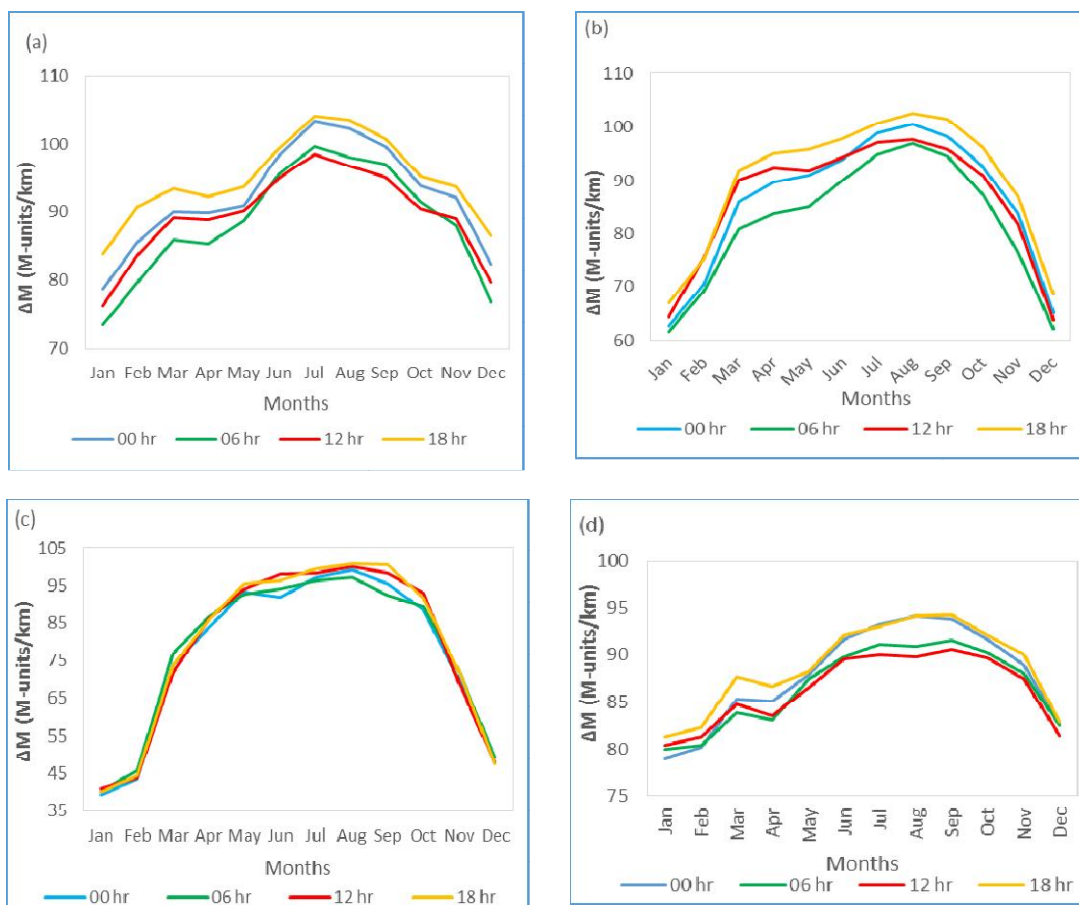 (a)
110
100
90
80
70
ΔM (M-units/km)
Jan Feb Mar Apr May Jun Jul Aug Sep Oct Nov Dec
Months
00 hr 06 hr 12 hr 18 hr
(b)
110
100
90
80
70
60
ΔM (M-units/km)
Jan Feb Mar Apr May Jun Jul Aug Sep Oct Nov Dec
Months
00 hr 06 hr 12 hr 18 hr
(c)
105
95
85
75
65
55
45
35
ΔM (M-units/km)
Jan Feb Mar Apr May Jun Jul Aug Sep Oct Nov Dec
Months
00 hr 06 hr 12 hr 18 hr
(d)
100
95
90
85
80
75
ΔM (M-units/km)
Jan Feb Mar Apr May Jun Jul Aug Sep Oct Nov Dec
Months
00 hr 06 hr 12 hr 18 hr